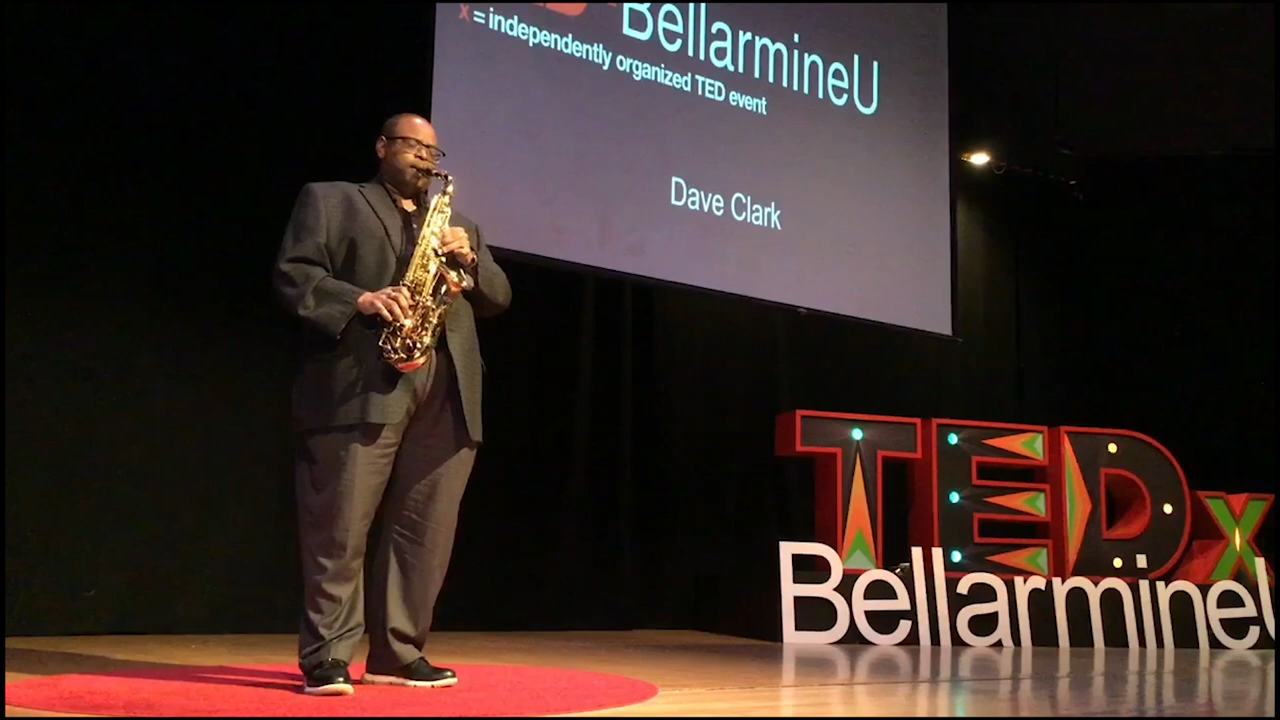 BellarmineU
x = independently organized TED event
Dave Clark
TEDx
BellarmineU